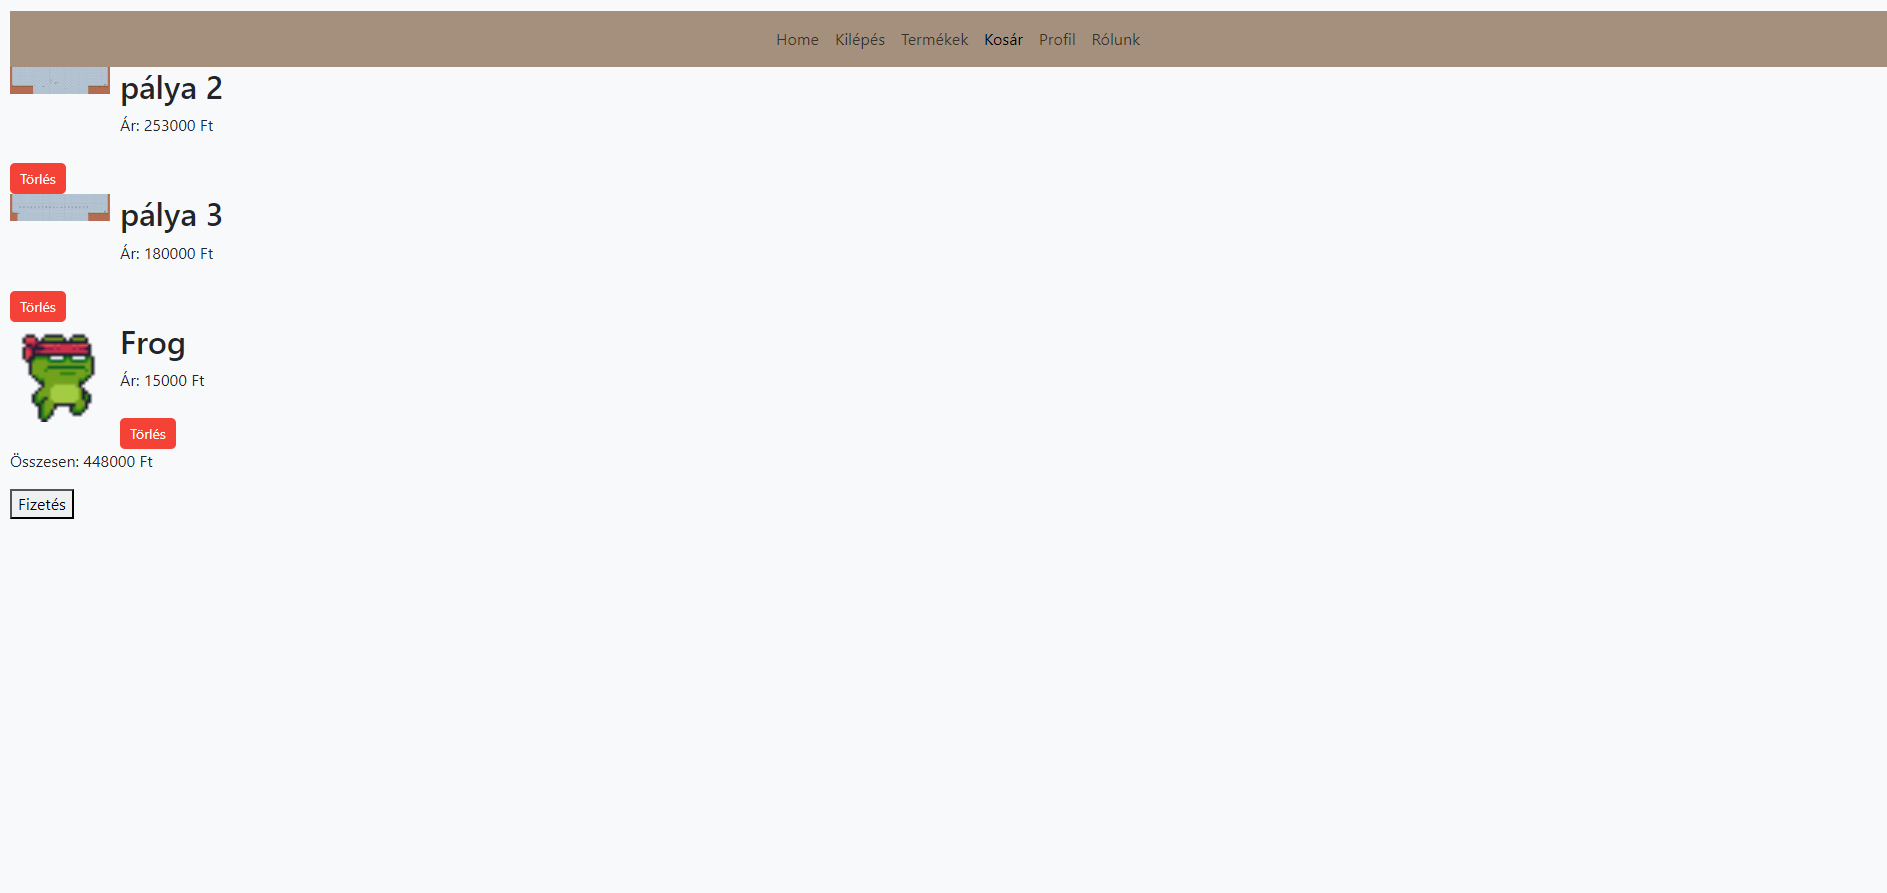 Home Kilépés Termékek Kosár Profil Rólunk
pálya 2
Ár: 253000 Ft
Törlés
pálya 3
Ár: 180000 Ft
Törlés
Frog
Ár: 15000 Ft
Törlés
Összesen: 448000 Ft
Fizetés